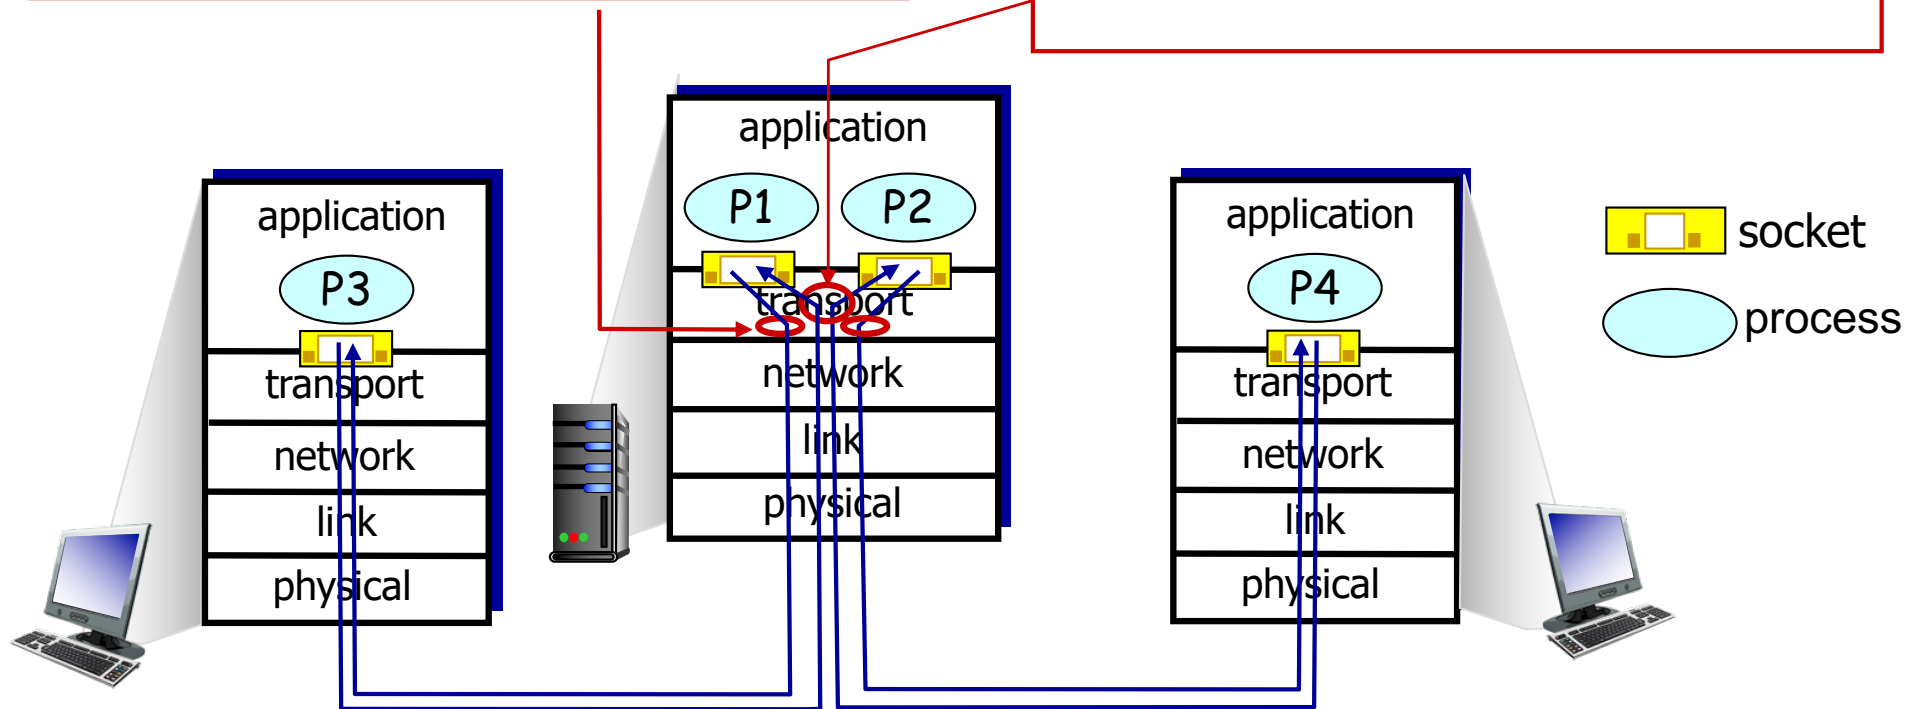 application
P3
transport
network
link
physical
application
P1 P2
transport
network
link
physical
application
P4
transport
network
link
physical
socket
process